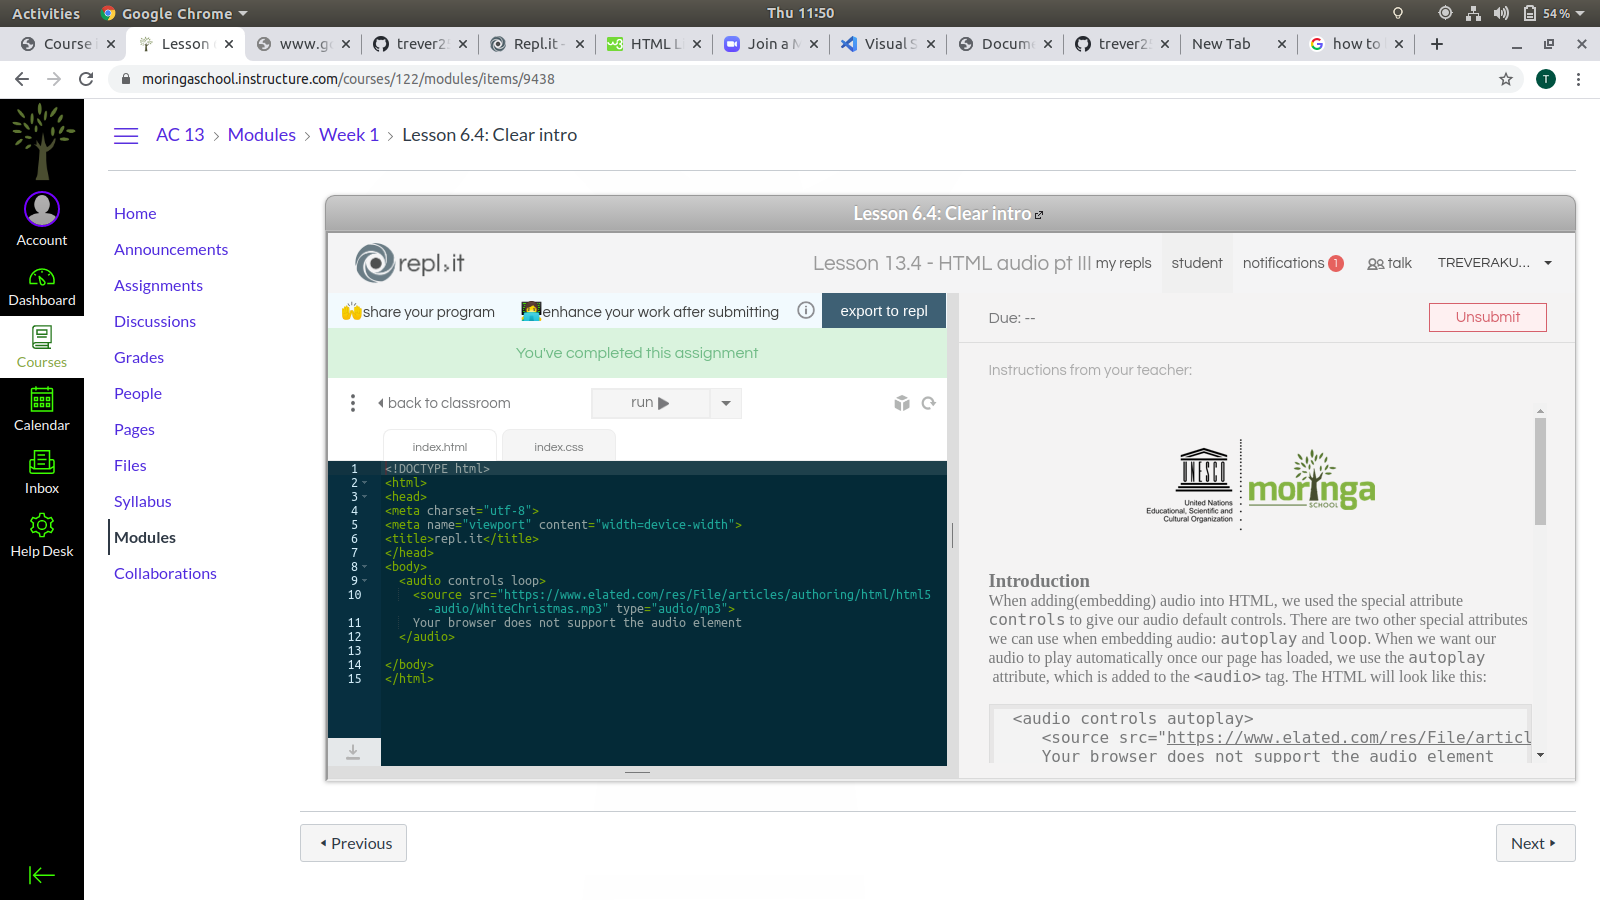 Activities
Google Chrome
Thu 11:50
54 %
Course
Lesson
www.go
trever25
Repl.it -
HTML L
Join a M
Visual S
Docume
trever25
New Tab
how to
moringaschool.instructure.com/courses/122/modules/items/9438
T
AC 13 › Modules › Week 1 › Lesson 6.4: Clear intro
Account
Dashboard
Courses
Calendar
Inbox
Help Desk
Home
Announcements
Assignments
Discussions
Grades
People
Pages
Files
Syllabus
Modules
Collaborations
Lesson 6.4: Clear intro
repl.it
Lesson 13.4 - HTML audio pt III
my repls
student
notifications 1
talk
TREVERAKU...
share your program
enhance your work after submitting
export to repl
You've completed this assignment
back to classroom
run
index.html
index.css
1 <!DOCTYPE html>
2 <html>
3 <head>
4 <meta charset="utf-8">
5 <meta name="viewport" content="width=device-width">
6 <title>repl.it</title>
7 </head>
8 <body>
9 <audio controls loop>
10 <source src="https://www.elated.com/res/File/articles/authoring/html/html5
-audio/WhiteChristmas.mp3" type="audio/mp3">
11 Your browser does not support the audio element
12 </audio>
13
14 </body>
15 </html>
Due: --
Unsubmit
Instructions from your teacher:
UNESCO
United Nations
Educational, Scientific and
Cultural Organization
moringa
SCHOOL
Introduction
When adding(embedding) audio into HTML, we used the special attribute
controls to give our audio default controls. There are two other special attributes
we can use when embedding audio: autoplay and loop. When we want our
audio to play automatically once our page has loaded, we use the autoplay
attribute, which is added to the <audio> tag. The HTML will look like this:
<audio controls autoplay>
<source src="https://www.elated.com/res/File/articl
Your browser does not support the audio element
Previous
Next